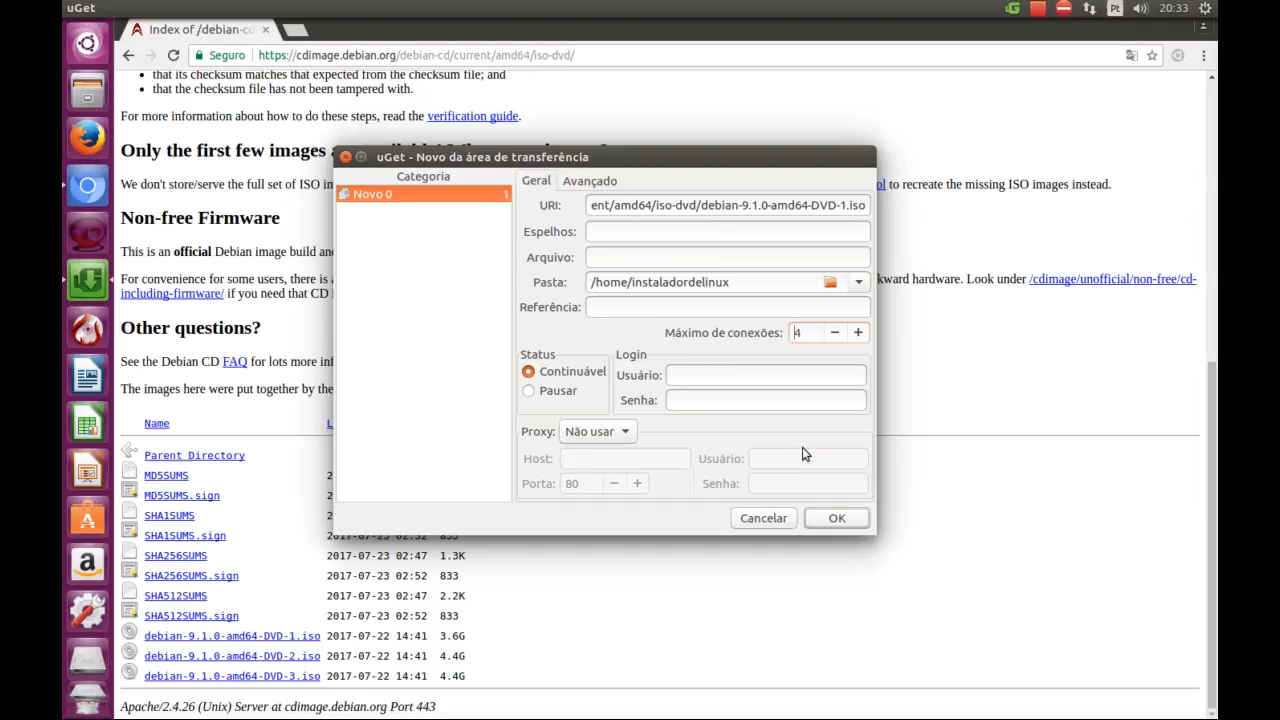 uGet
Pt
20:33
Index of /debian-cd
Seguro
https://cdimage.debian.org/debian-cd/current/amd64/iso-dvd/
that its checksum matches that expected from the checksum file; and
that the checksum file has not been tampered with.
For more information about how to do these steps, read the verification guide.
Only the first few images a
We don't store/serve the full set of ISO im
to recreate the missing ISO images instead.
Non-free Firmware
This is an official Debian image build an
For convenience for some users, there is a
kward hardware. Look under /cdimage/unofficial/non-free/cd-
including-firmware/ if you need that CD
Other questions?
See the Debian CD FAQ for lots more inf
The images here were put together by the
Name
Parent Directory
MD5SUMS
MD5SUMS.sign
SHA1SUMS
SHA1SUMS.sign 833
SHA256SUMS 2017-07-23 02:47 1.3K
SHA256SUMS.sign 2017-07-23 02:52 833
SHA512SUMS 2017-07-23 02:47 2.2K
SHA512SUMS.sign 2017-07-23 02:52 833
debian-9.1.0-amd64-DVD-1.iso 2017-07-22 14:41 3.6G
debian-9.1.0-amd64-DVD-2.iso 2017-07-22 14:41 4.4G
debian-9.1.0-amd64-DVD-3.iso 2017-07-22 14:41 4.4G
Apache/2.4.26 (Unix) Server at cdimage.debian.org Port 443
uGet - Novo da área de transferência
Categoria
Novo 0 1
Geral Avançado
URI: ent/amd64/iso-dvd/debian-9.1.0-amd64-DVD-1.iso
Espelhos:
Arquivo:
Pasta: /home/instaladordelinux
Referência:
Máximo de conexões: 4
Status
Continuável
Pausar
Login
Usuário:
Senha:
Proxy: Não usar
Host:
Usuário:
Porta: 80
Senha:
Cancelar OK